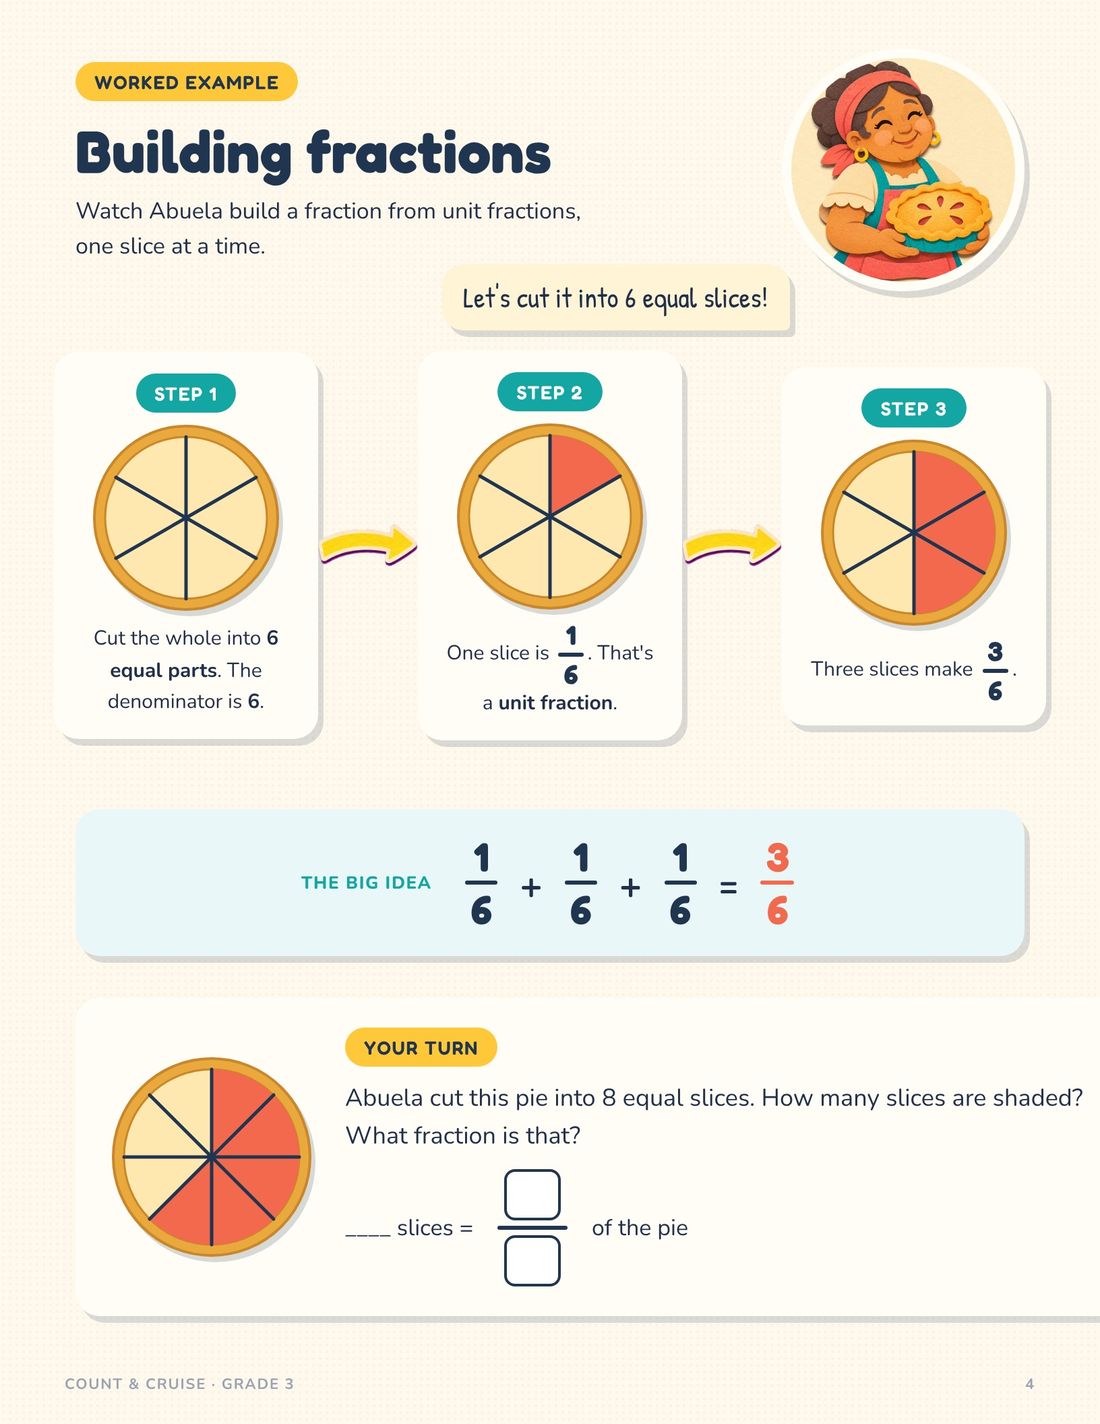 WORKED EXAMPLE
Building fractions
Watch Abuela build a fraction from unit fractions,
one slice at a time.
Let's cut it into 6 equal slices!
STEP 1
Cut the whole into 6
equal parts. The
denominator is 6.
STEP 2
One slice is 1/6. That's
a unit fraction.
STEP 3
Three slices make 3/6.
THE BIG IDEA 1/6 + 1/6 + 1/6 = 3/6
YOUR TURN
Abuela cut this pie into 8 equal slices. How many slices are shaded?
What fraction is that?
____ slices = of the pie
COUNT & CRUISE · GRADE 3
4